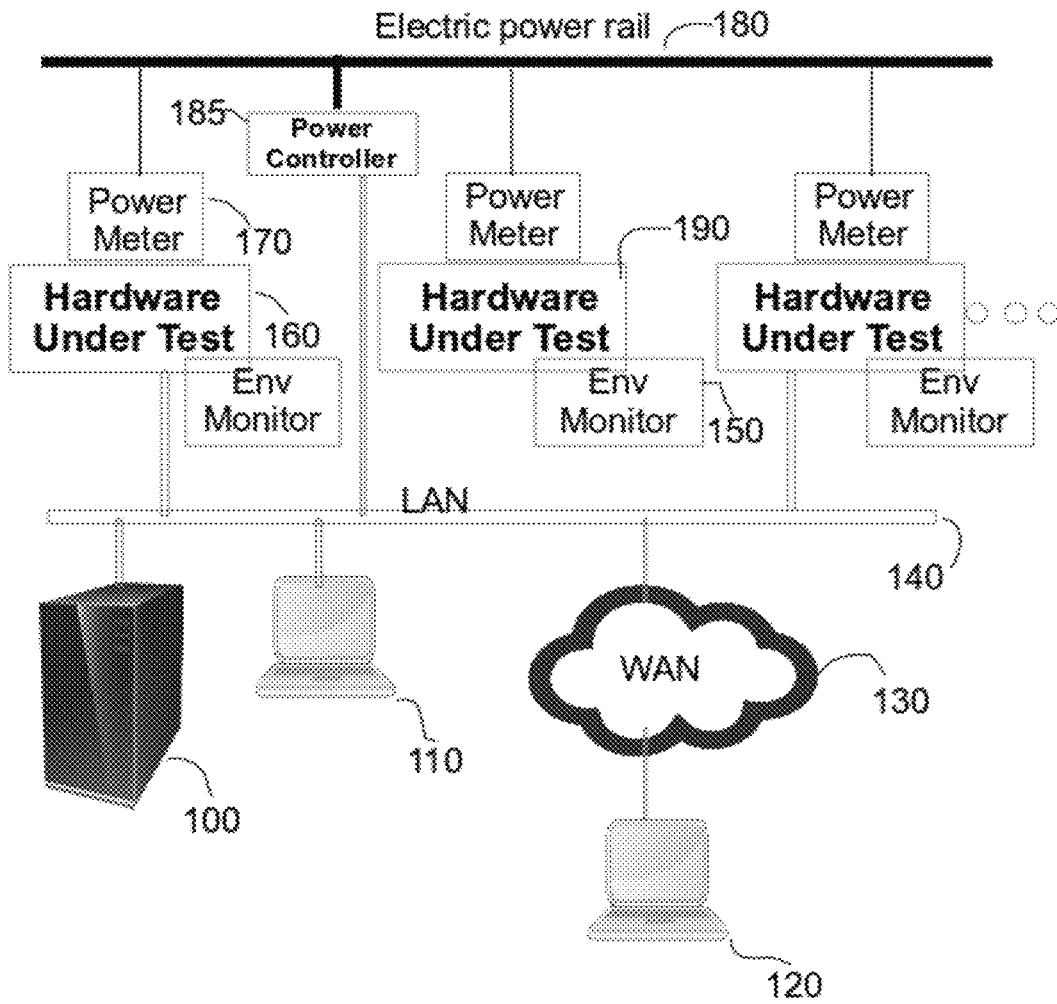 Electric power rail
180
185
Power
Controller
Power
Meter
170
Power
Meter
190
Power
Meter
Hardware
Under Test
160
Hardware
Under Test
Hardware
Under Test
Env
Monitor
Env
Monitor
150
Env
Monitor
LAN
140
100
110
WAN
130
120